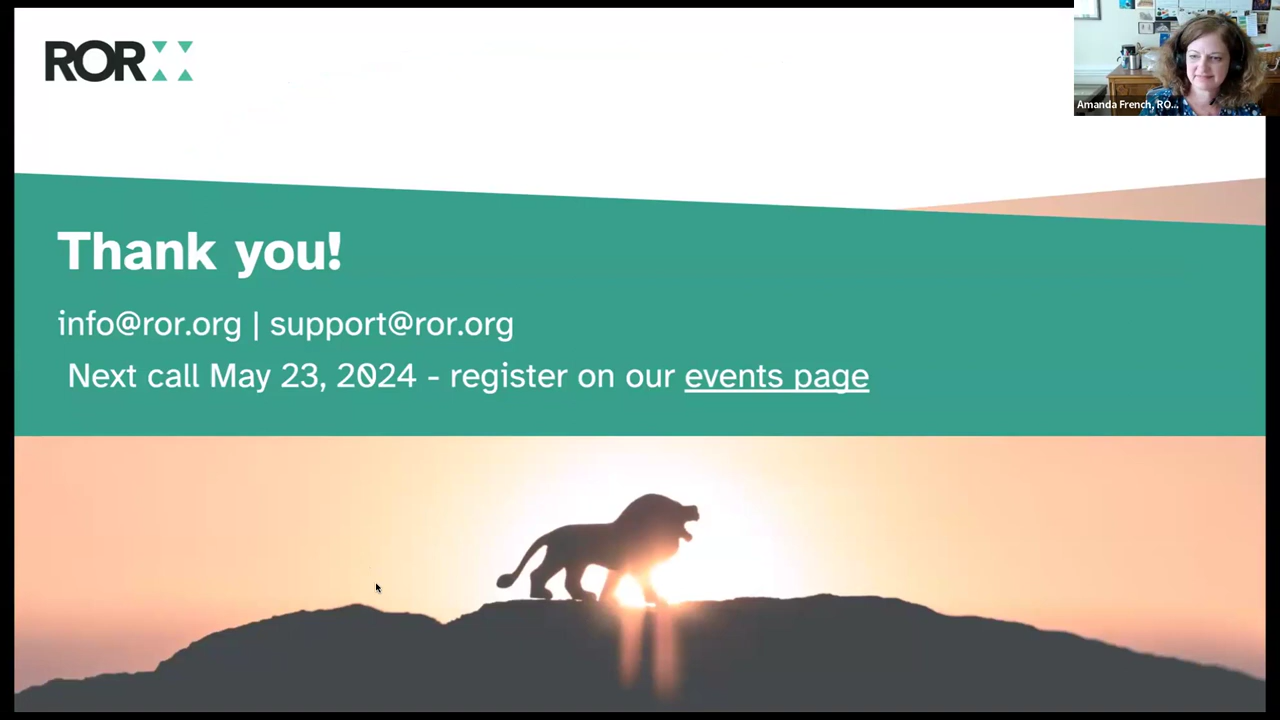 ROR
Amanda French, RO...
Thank you!
info@ror.org | support@ror.org
Next call May 23, 2024 - register on our events page